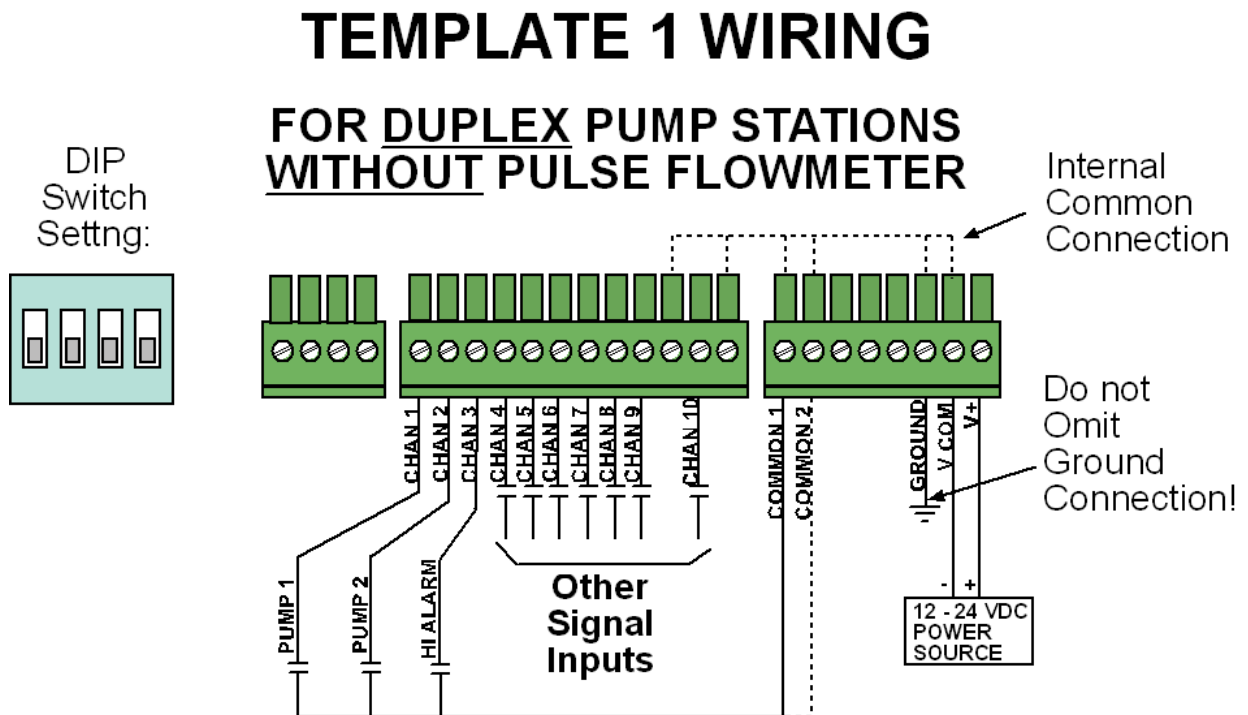 TEMPLATE 1 WIRING
FOR DUPLEX PUMP STATIONS
WITHOUT PULSE FLOWMETER
DIP
Switch
Settng:
Internal
Common
Connection
CHAN 1
CHAN 2
CHAN 3
CHAN 4
CHAN 5
CHAN 6
CHAN 7
CHAN 8
CHAN 9
CHAN 10
COMMON 1
COMMON 2
GROUND
V COM
V+
Do not
Omit
Ground
Connection!
PUMP 1
PUMP 2
HI ALARM
Other
Signal
Inputs
- +
12 - 24 VDC
POWER
SOURCE